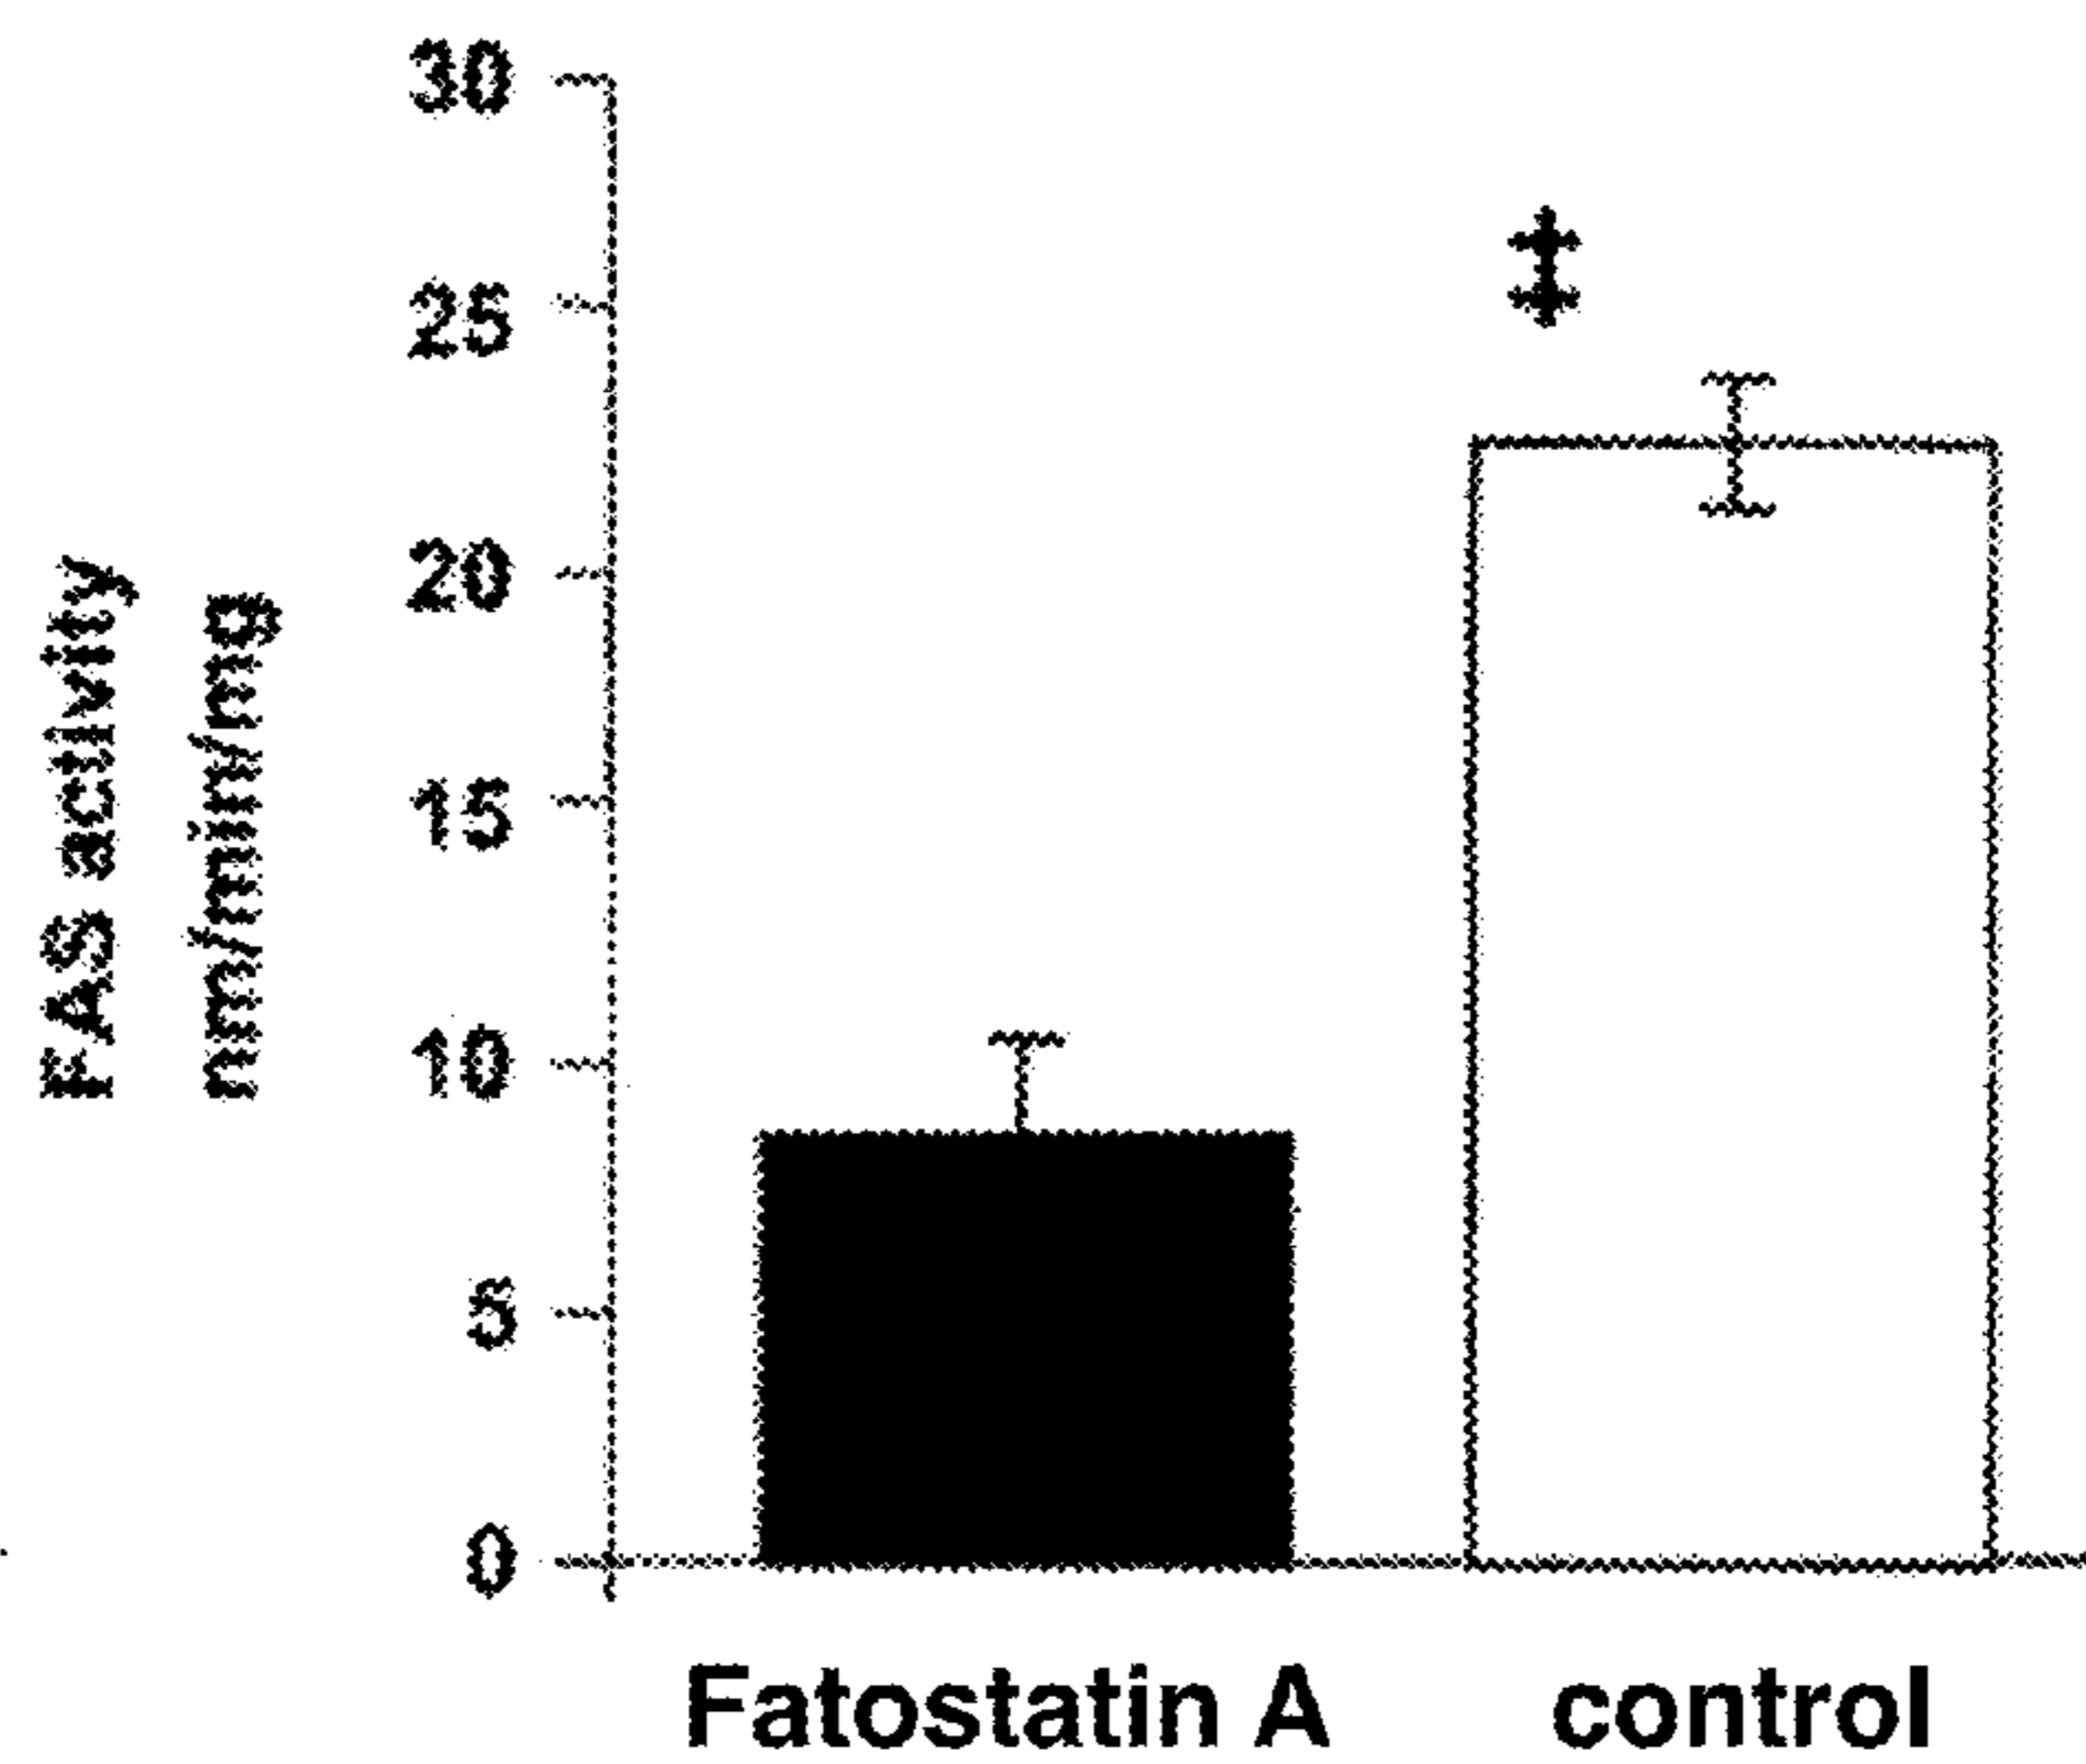 FAS activity
nm/min/mg
30
25
20
15
10
5
0
‡
Fatostatin A
control